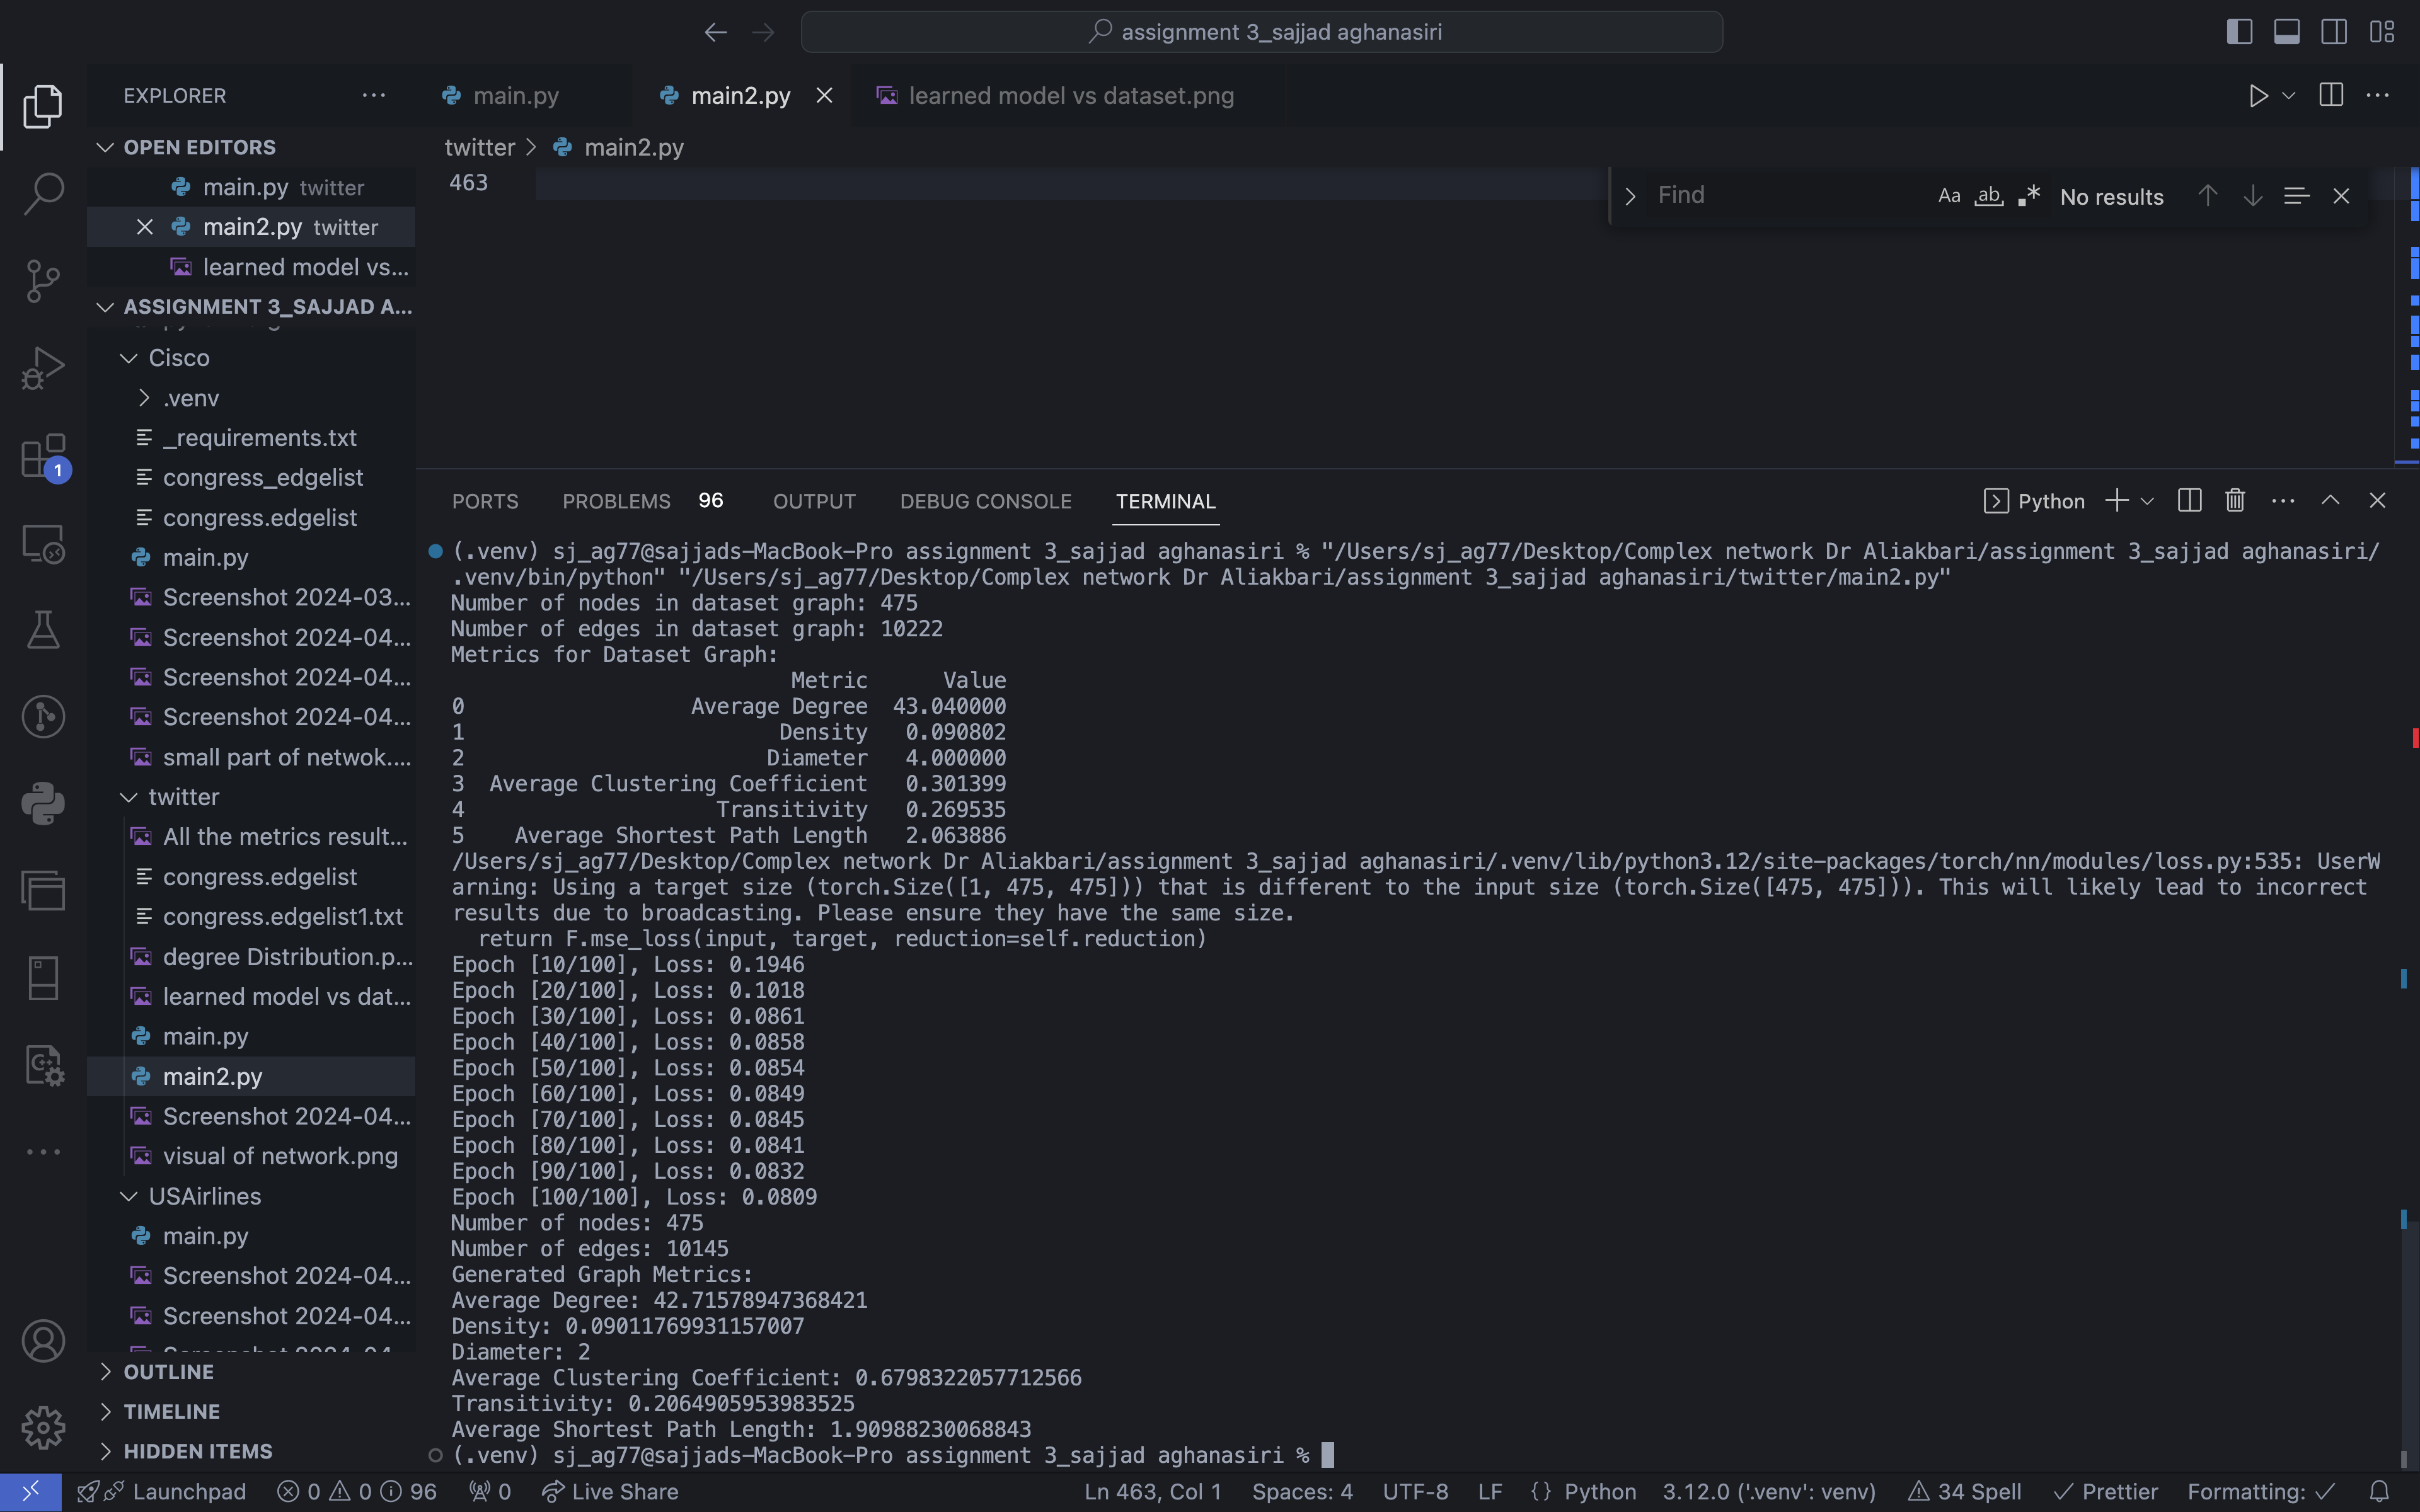 assignment 3_sajjad aghanasiri
EXPLORER
main.py
main2.py
learned model vs dataset.png
OPEN EDITORS
main.py twitter
main2.py twitter
learned model vs...
ASSIGNMENT 3_SAJJAD A...
Cisco
.venv
_requirements.txt
congress_edgelist
congress.edgelist
main.py
Screenshot 2024-03...
Screenshot 2024-04...
Screenshot 2024-04...
Screenshot 2024-04...
small part of netwok....
twitter
All the metrics result...
congress.edgelist
congress.edgelist1.txt
degree Distribution.p...
learned model vs dat...
main.py
main2.py
Screenshot 2024-04...
visual of network.png
USAirlines
main.py
Screenshot 2024-04...
Screenshot 2024-04...
OUTLINE
TIMELINE
HIDDEN ITEMS
1
twitter > main2.py
463
Find
Aa ab .* No results
PORTS PROBLEMS 96 OUTPUT DEBUG CONSOLE TERMINAL
Python
(.venv) sj_ag77@sajjads-MacBook-Pro assignment 3_sajjad aghanasiri % "/Users/sj_ag77/Desktop/Complex network Dr Aliakbari/assignment 3_sajjad aghanasiri/
.venv/bin/python" "/Users/sj_ag77/Desktop/Complex network Dr Aliakbari/assignment 3_sajjad aghanasiri/twitter/main2.py"
Number of nodes in dataset graph: 475
Number of edges in dataset graph: 10222
Metrics for Dataset Graph:
Metric Value
0 Average Degree 43.040000
1 Density 0.090802
2 Diameter 4.000000
3 Average Clustering Coefficient 0.301399
4 Transitivity 0.269535
5 Average Shortest Path Length 2.063886
/Users/sj_ag77/Desktop/Complex network Dr Aliakbari/assignment 3_sajjad aghanasiri/.venv/lib/python3.12/site-packages/torch/nn/modules/loss.py:535: UserW
arning: Using a target size (torch.Size([1, 475, 475])) that is different to the input size (torch.Size([475, 475])). This will likely lead to incorrect
results due to broadcasting. Please ensure they have the same size.
return F.mse_loss(input, target, reduction=self.reduction)
Epoch [10/100], Loss: 0.1946
Epoch [20/100], Loss: 0.1018
Epoch [30/100], Loss: 0.0861
Epoch [40/100], Loss: 0.0858
Epoch [50/100], Loss: 0.0854
Epoch [60/100], Loss: 0.0849
Epoch [70/100], Loss: 0.0845
Epoch [80/100], Loss: 0.0841
Epoch [90/100], Loss: 0.0832
Epoch [100/100], Loss: 0.0809
Number of nodes: 475
Number of edges: 10145
Generated Graph Metrics:
Average Degree: 42.71578947368421
Density: 0.09011769931157007
Diameter: 2
Average Clustering Coefficient: 0.6798322057712566
Transitivity: 0.2064905953983525
Average Shortest Path Length: 1.90988230068843
(.venv) sj_ag77@sajjads-MacBook-Pro assignment 3_sajjad aghanasiri %
Launchpad 0 0 96 0 Live Share Ln 463, Col 1 Spaces: 4 UTF-8 LF {} Python 3.12.0 ('.venv': venv) 34 Spell Prettier Formatting: